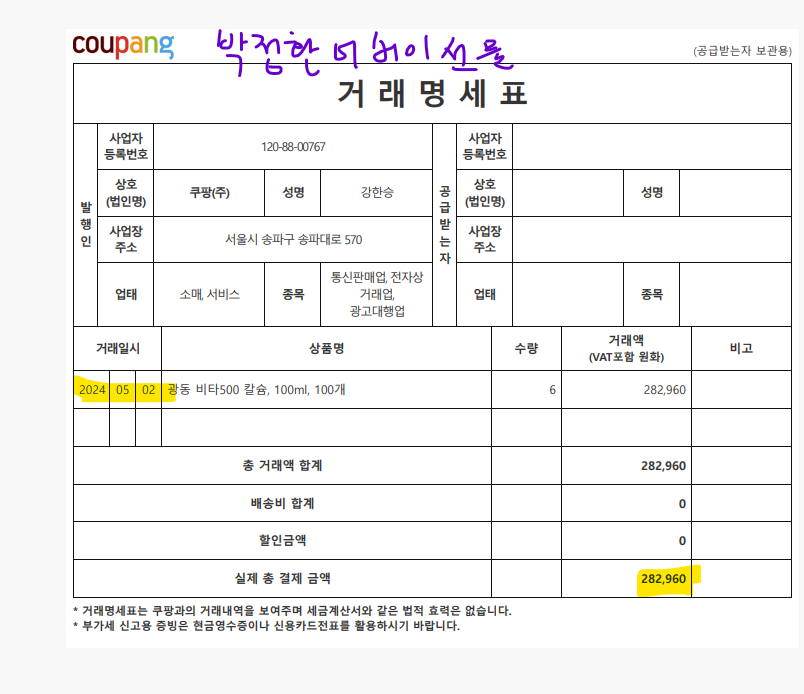 coupang
(공급받는자 보관용)
거래명세표
발행인
사업자 등록번호 120-88-00767
상호 (법인명) 쿠팡(주) 성명 강한승
사업장 주소 서울시 송파구 송파대로 570
업태 소매, 서비스 종목 통신판매업, 전자상거래업, 광고대행업
공급받는자
사업자 등록번호
상호 (법인명) 성명
사업장 주소
업태 종목
거래일시 상품명 수량 거래액 (VAT포함 원화) 비고
2024 05 02 광동 비타500 칼슘, 100ml, 100개 6 282,960
총 거래액 합계 282,960
배송비 합계 0
할인금액 0
실제 총 결제 금액 282,960
* 거래명세표는 쿠팡과의 거래내역을 보여주며 세금계산서와 같은 법적 효력은 없습니다.
* 부가세 신고용 증빙은 현금영수증이나 신용카드전표를 활용하시기 바랍니다.